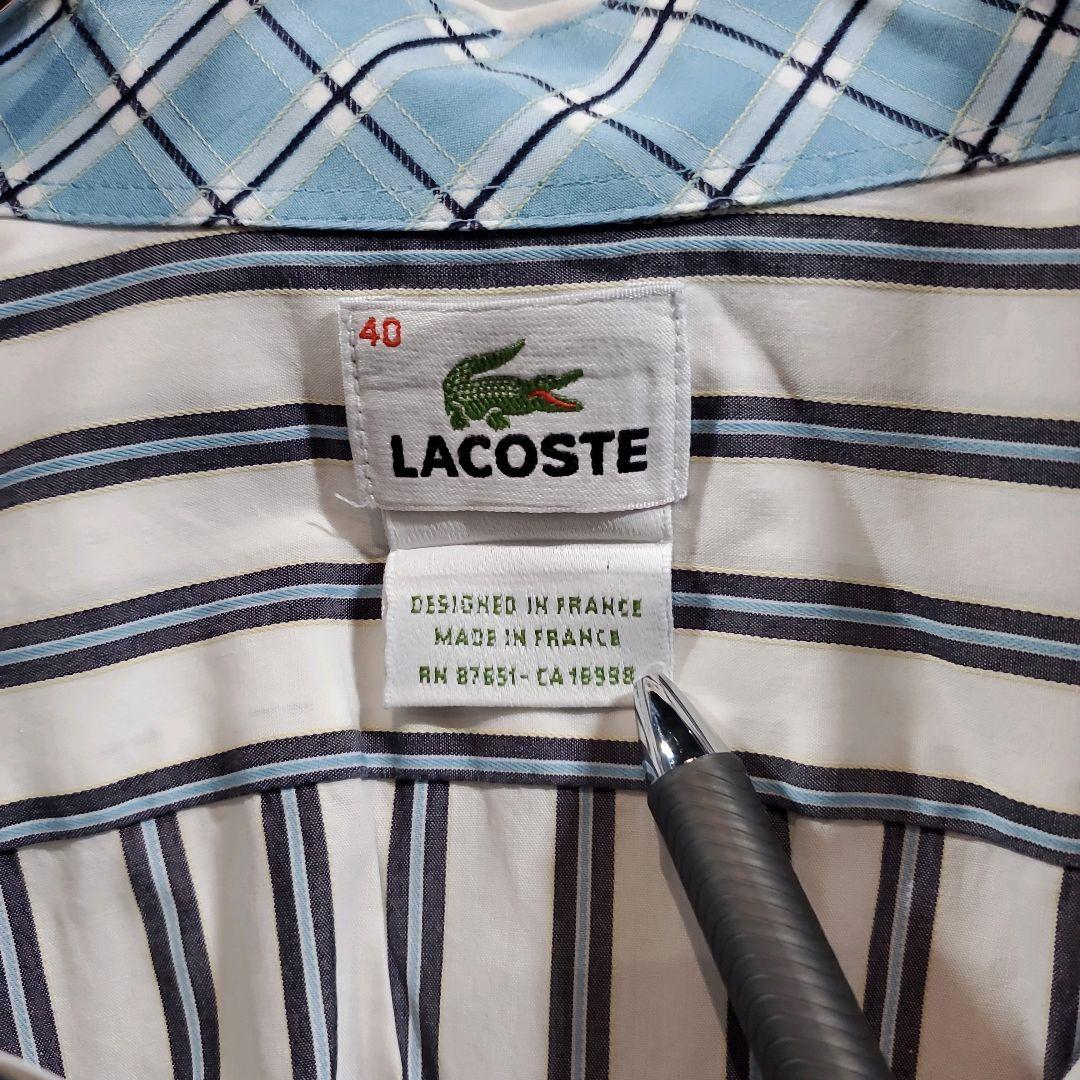 40
LACOSTE
DESIGNED IN FRANCE
MADE IN FRANCE
RN 87651 - CA 18998